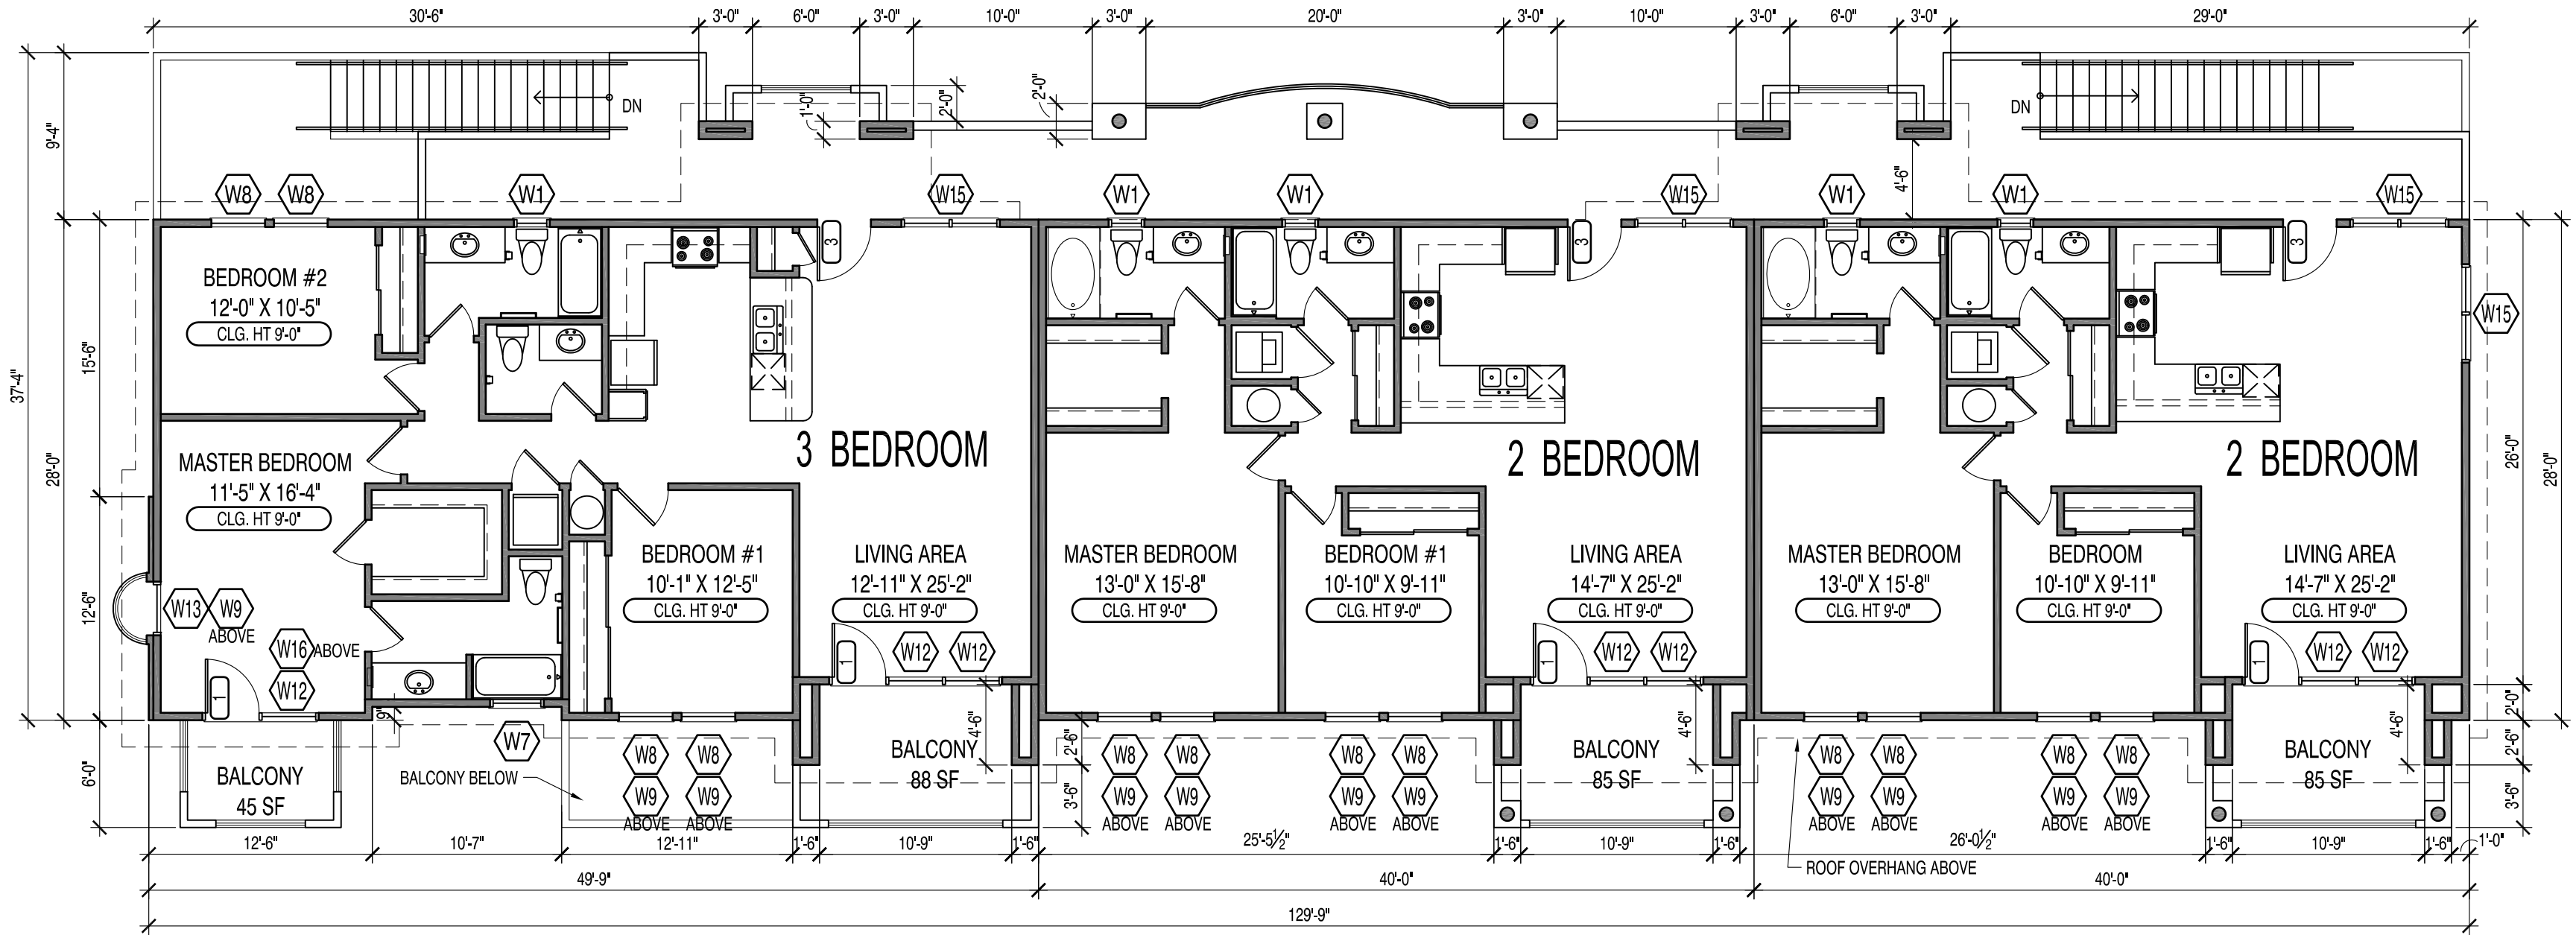 30'-6" 3'-0" 6'-0" 3'-0" 10'-0" 3'-0" 20'-0" 3'-0" 10'-0" 3'-0" 6'-0" 3'-0" 29'-0"
DN 1'-0" 2'-0" 2'-0" DN
9'-4" 4'-6"
W8 W8 W1 W15 W1 W1 W15 W1 W1 W15
3 3 3
BEDROOM #2
12'-0" X 10'-5"
CLG. HT 9'-0"
W15
15'-6"
37'-4"
28'-0"
26'-0"
28'-0"
3 BEDROOM 2 BEDROOM 2 BEDROOM
MASTER BEDROOM
11'-5" X 16'-4"
CLG. HT 9'-0"
BEDROOM #1
10'-1" X 12'-5"
CLG. HT 9'-0"
LIVING AREA
12'-11" X 25'-2"
CLG. HT 9'-0"
MASTER BEDROOM
13'-0" X 15'-8"
CLG. HT 9'-0"
BEDROOM #1
10'-10" X 9'-11"
CLG. HT 9'-0"
LIVING AREA
14'-7" X 25'-2"
CLG. HT 9'-0"
MASTER BEDROOM
13'-0" X 15'-8"
CLG. HT 9'-0"
BEDROOM
10'-10" X 9'-11"
CLG. HT 9'-0"
LIVING AREA
14'-7" X 25'-2"
CLG. HT 9'-0"
12'-6"
W13 W9
ABOVE
W16 ABOVE
W12
1
1 W12 W12
1 W12 W12
1 W12 W12
9"
2'-0"
6'-0"
BALCONY
45 SF
W7
BALCONY BELOW
W8 W8
W9 W9
ABOVE ABOVE
BALCONY
88 SF
4'-6"
2'-6"
3'-6"
W8 W8
W9 W9
ABOVE ABOVE
W8 W8
W9 W9
ABOVE ABOVE
BALCONY
85 SF
4'-6"
W8 W8
W9 W9
ABOVE ABOVE
W8 W8
W9 W9
ABOVE ABOVE
BALCONY
85 SF
4'-6"
2'-6"
3'-6"
12'-6" 10'-7" 12'-11" 1'-6" 10'-9" 1'-6" 25'-5½" 1'-6" 10'-9" 1'-6" 26'-0½" 1'-6" 10'-9" 1'-6" 1'-0"
ROOF OVERHANG ABOVE
49'-9" 40'-0" 40'-0"
129'-9"